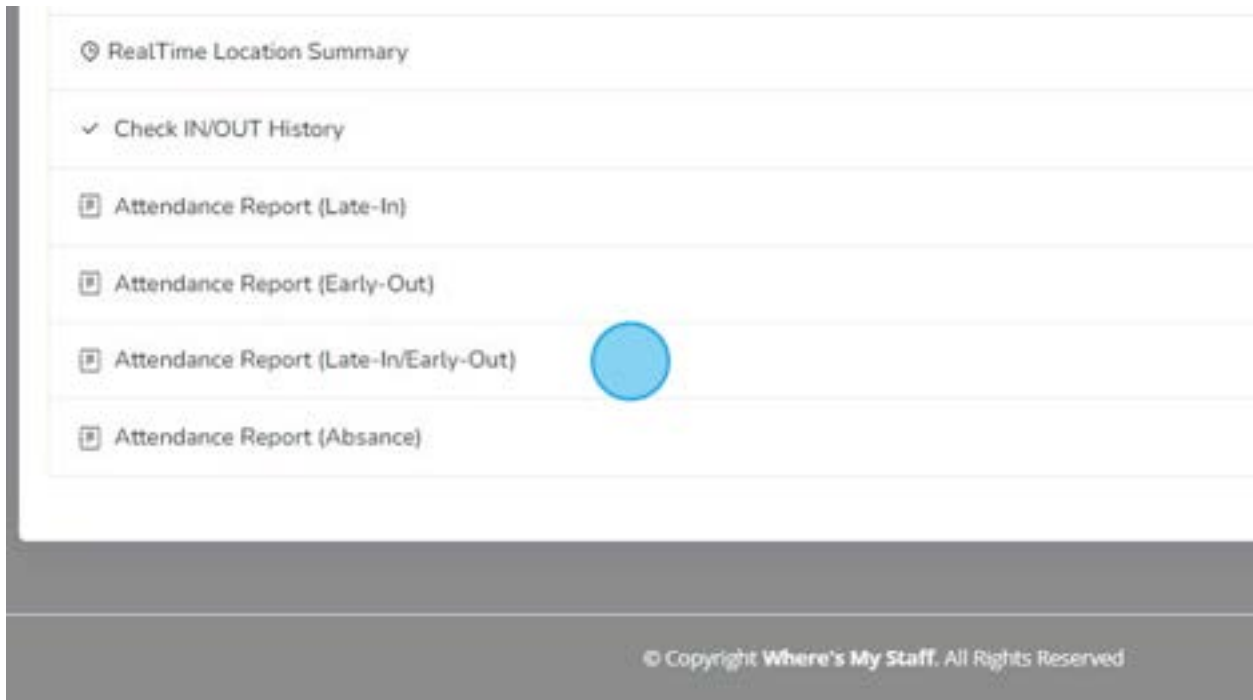 RealTime Location Summary
Check IN/OUT History
Attendance Report (Late-In)
Attendance Report (Early-Out)
Attendance Report (Late-In/Early-Out)
Attendance Report (Absance)
© Copyright Where's My Staff. All Rights Reserved